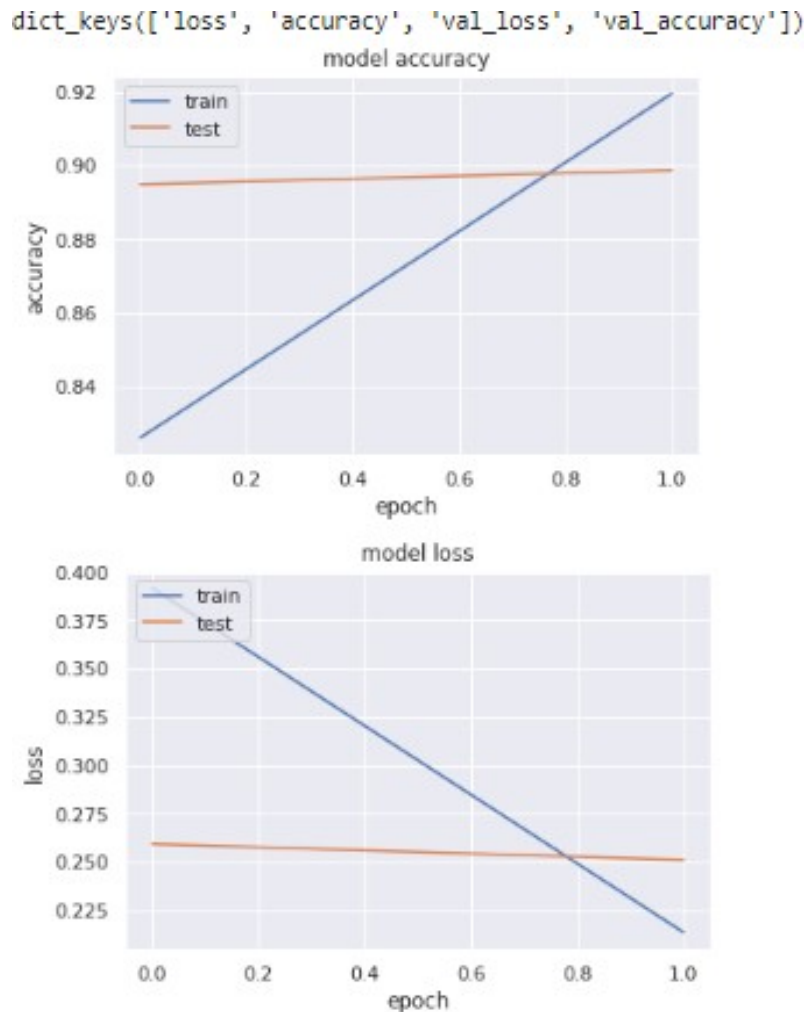 dict_keys(['loss', 'accuracy', 'val_loss', 'val_accuracy'])
model accuracy
train
test
0.92
0.90
0.88
0.86
0.84
accuracy
0.0 0.2 0.4 0.6 0.8 1.0
epoch
model loss
train
test
0.400
0.375
0.350
0.325
0.300
0.275
0.250
0.225
loss
0.0 0.2 0.4 0.6 0.8 1.0
epoch